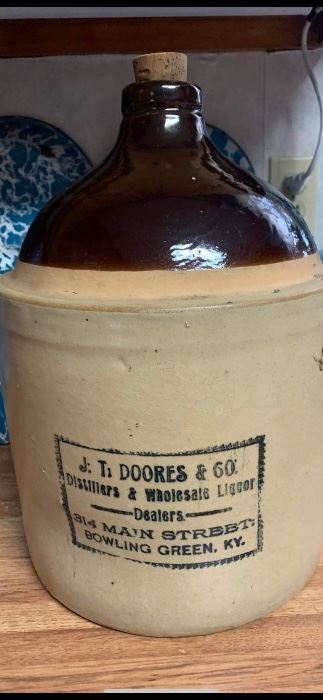 J. T. DOORES & CO.
Distillers & Wholesale Liquor
Dealers
314 MAIN STREET.
BOWLING GREEN, KY.